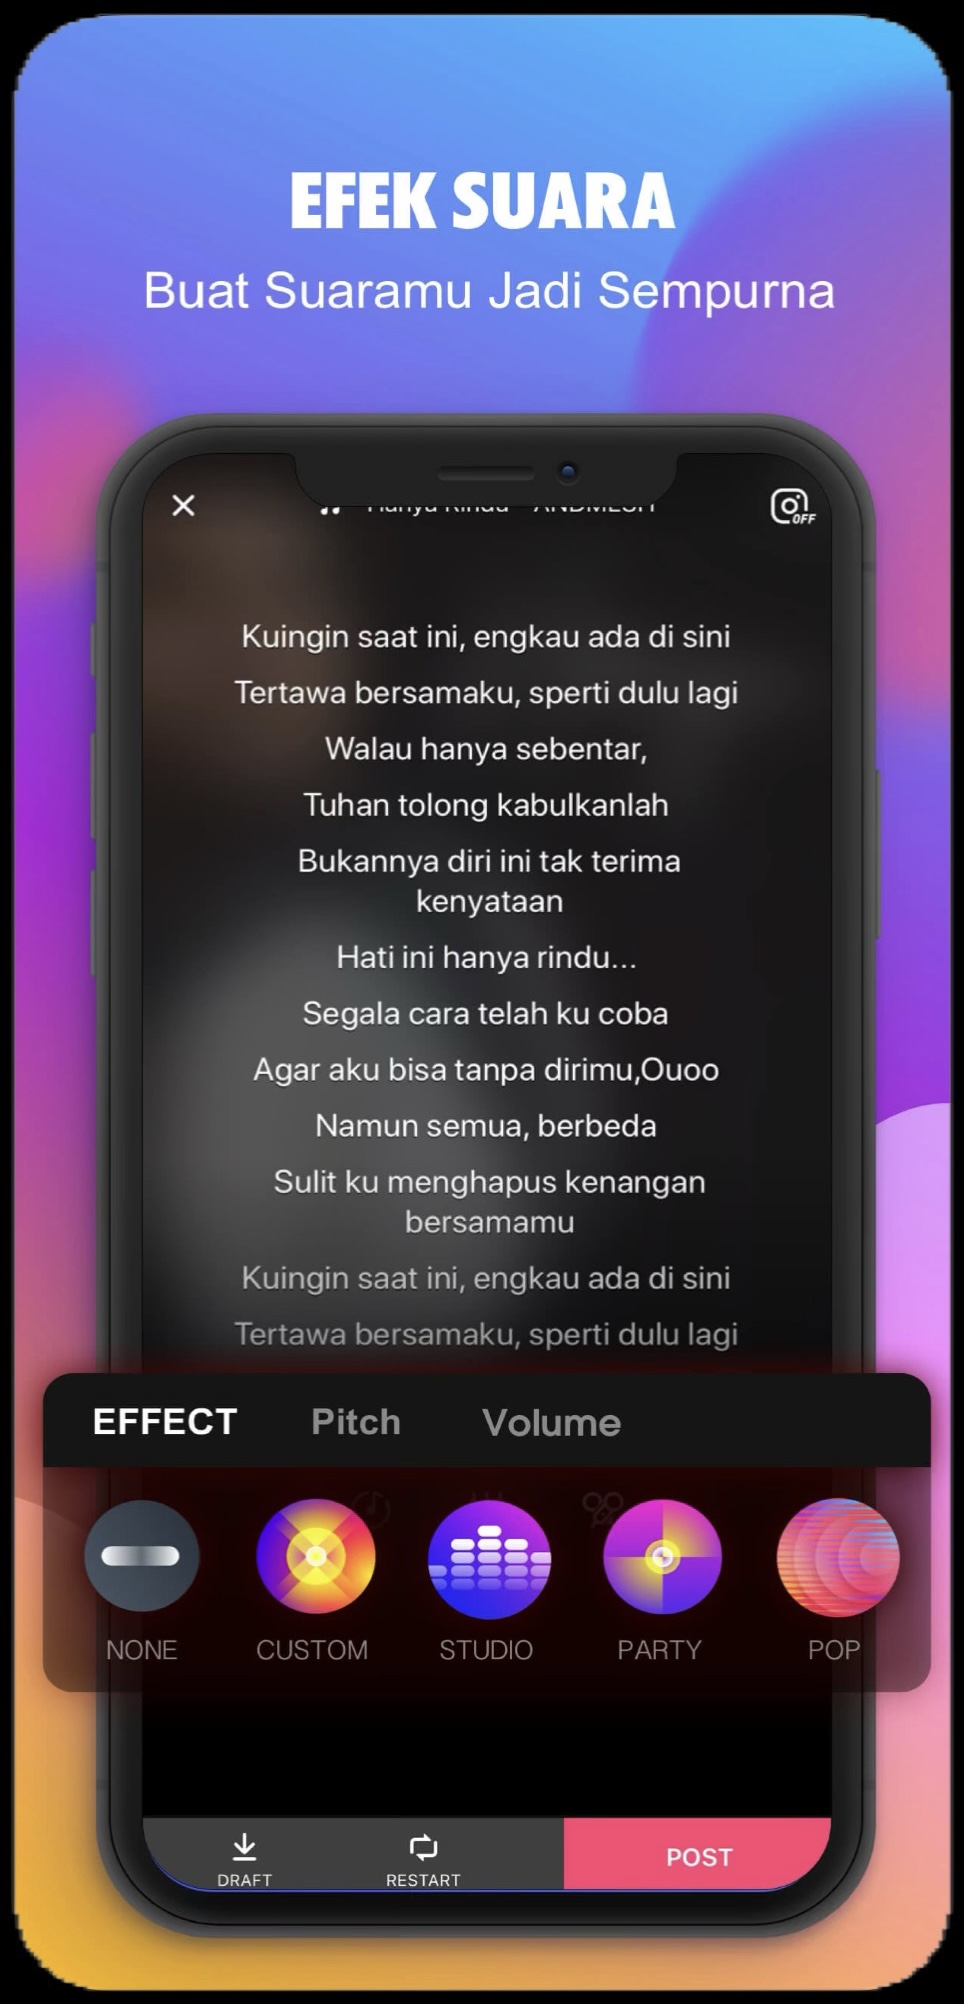 EFEK SUARA
Buat Suaramu Jadi Sempurna
Hanya Rindu - ANDMESH
OFF
Kuingin saat ini, engkau ada di sini
Tertawa bersamaku, sperti dulu lagi
Walau hanya sebentar,
Tuhan tolong kabulkanlah
Bukannya diri ini tak terima
kenyataan
Hati ini hanya rindu...
Segala cara telah ku coba
Agar aku bisa tanpa dirimu,Ouoo
Namun semua, berbeda
Sulit ku menghapus kenangan
bersamamu
Kuingin saat ini, engkau ada di sini
Tertawa bersamaku, sperti dulu lagi
EFFECT Pitch Volume
NONE CUSTOM STUDIO PARTY POP
DRAFT RESTART POST